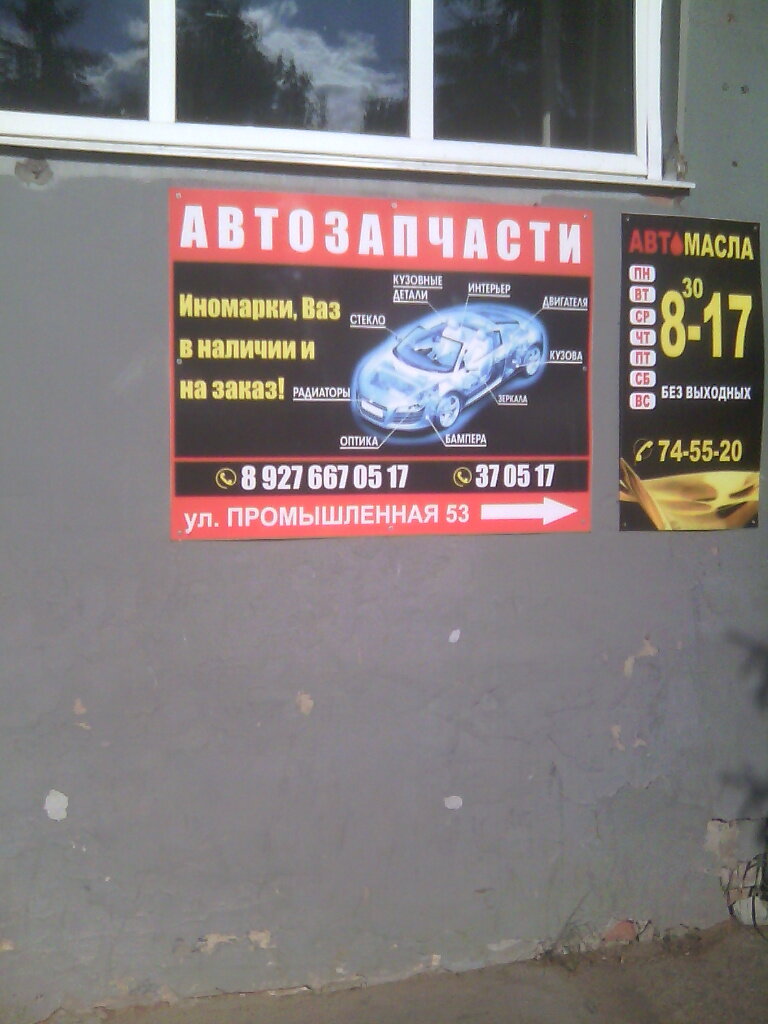 АВТОЗАПЧАСТИ
Иномарки, Ваз
в наличии и
на заказ!
КУЗОВНЫЕ
ДЕТАЛИ
ИНТЕРЬЕР
ДВИГАТЕЛЯ
СТЕКЛО
КУЗОВА
РАДИАТОРЫ
ЗЕРКАЛА
ОПТИКА
БАМПЕРА
8 927 667 05 17
37 05 17
ул. ПРОМЫШЛЕННАЯ 53
АВТОМАСЛА
ПН
ВТ
СР
ЧТ
ПТ
СБ
ВС
8³⁰-17
БЕЗ ВЫХОДНЫХ
74-55-20